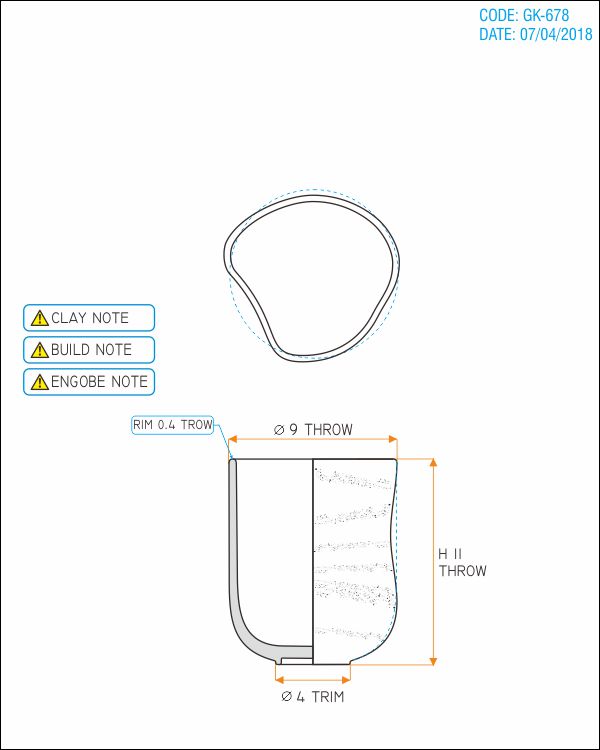 CODE: GK-678
DATE: 07/04/2018
CLAY NOTE
BUILD NOTE
ENGOBE NOTE
RIM 0.4 TROW
⌀ 9 THROW
H 11
THROW
⌀ 4 TRIM